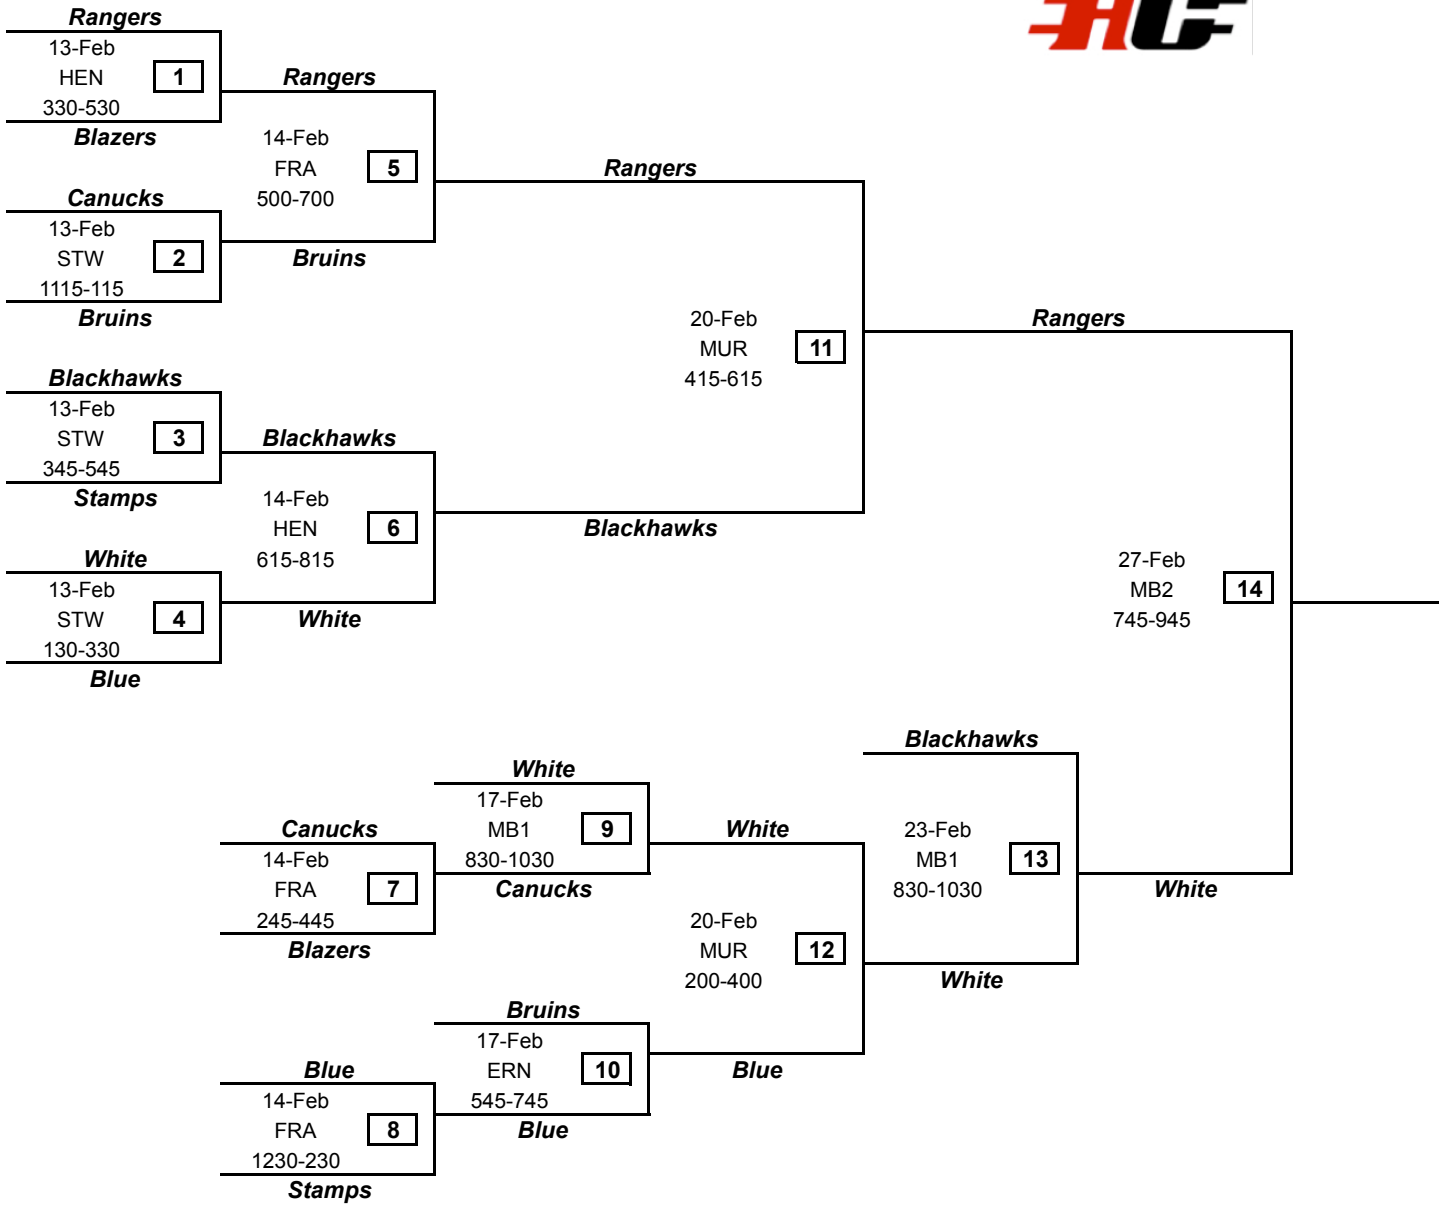 HC
Rangers
13-Feb
HEN
1
330-530
Blazers
Rangers
14-Feb
FRA
5
500-700
Bruins
Canucks
13-Feb
STW
2
1115-115
Bruins
Rangers
20-Feb
MUR
11
415-615
Blackhawks
Blackhawks
13-Feb
STW
3
345-545
Stamps
Blackhawks
14-Feb
HEN
6
615-815
White
White
13-Feb
STW
4
130-330
Blue
Rangers
27-Feb
MB2
14
745-945
White
Blackhawks
23-Feb
MB1
13
830-1030
White
White
17-Feb
MB1
9
830-1030
Canucks
Canucks
14-Feb
FRA
7
245-445
Blazers
White
20-Feb
MUR
12
200-400
Blue
Bruins
17-Feb
ERN
10
545-745
Blue
Blue
14-Feb
FRA
8
1230-230
Stamps